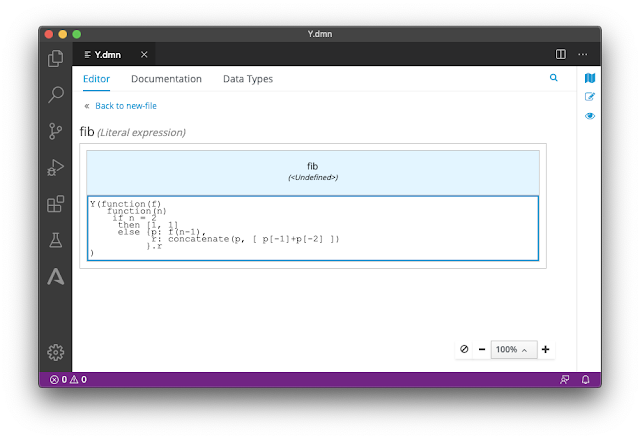 Y.dmn
Y.dmn
Editor Documentation Data Types
« Back to new-file
fib (Literal expression)
fib
(<Undefined>)
Y(function(f)
function(n)
if n = 2
then [1, 1]
else {p: f(n-1),
r: concatenate(p, [ p[-1]+p[-2] ])
}.r
)
100%
0 0